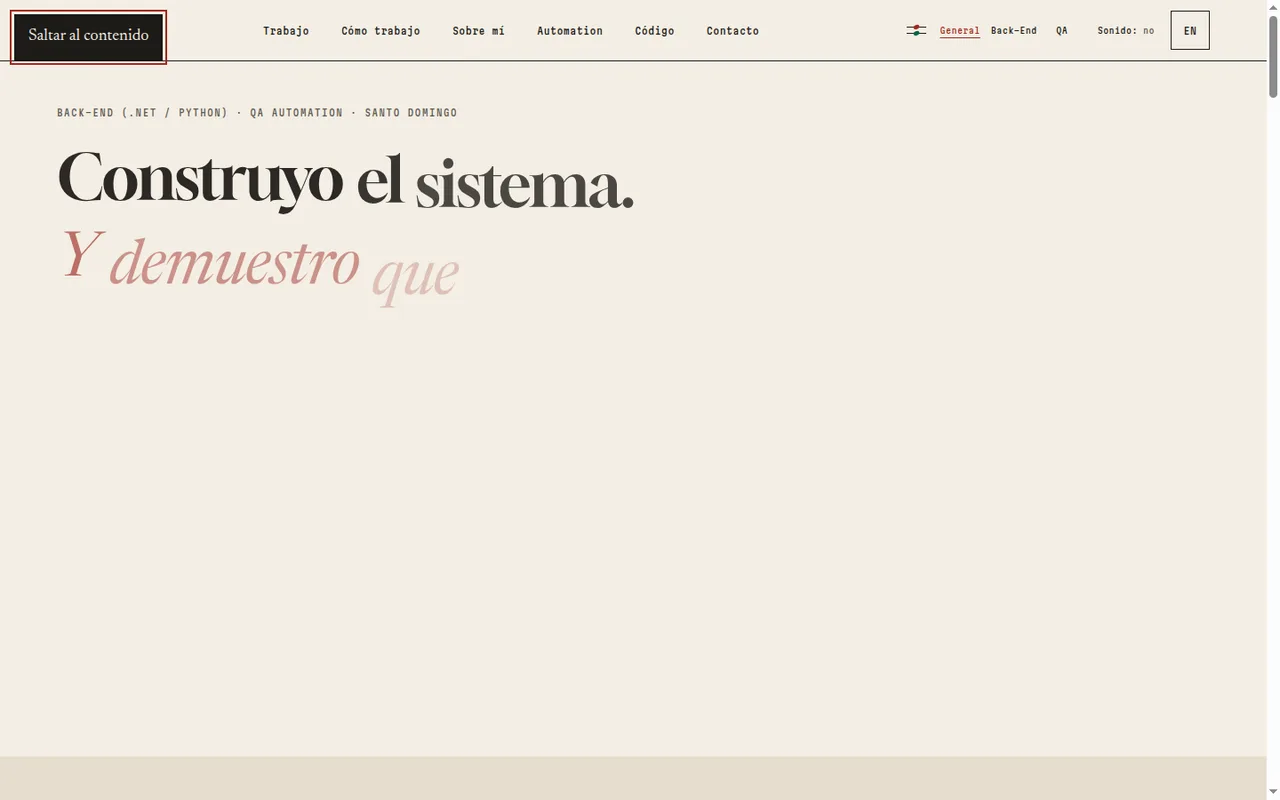 Saltar al contenido
Trabajo Cómo trabajo Sobre mí Automation Código Contacto
General Back-End QA Sonido: no EN
BACK-END (.NET / PYTHON) · QA AUTOMATION · SANTO DOMINGO
Construyo el sistema.
Y demuestro que